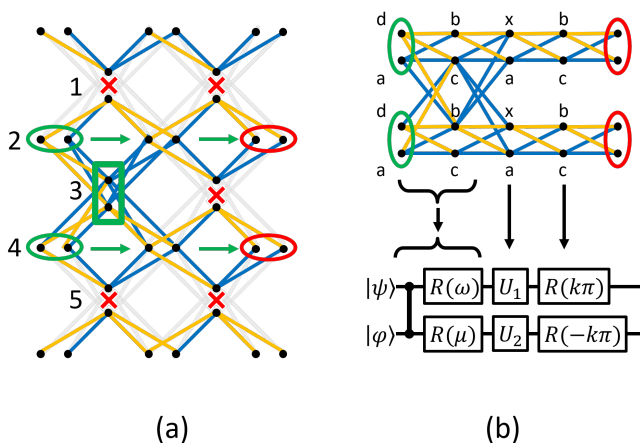 1
2
3
4
5
(a)
d b x
a c a c
b
d b x b
a c a c
|ψ⟩ R(ω) U₁ R(kπ)
|φ⟩ R(μ) U₂ R(−kπ)
(b)